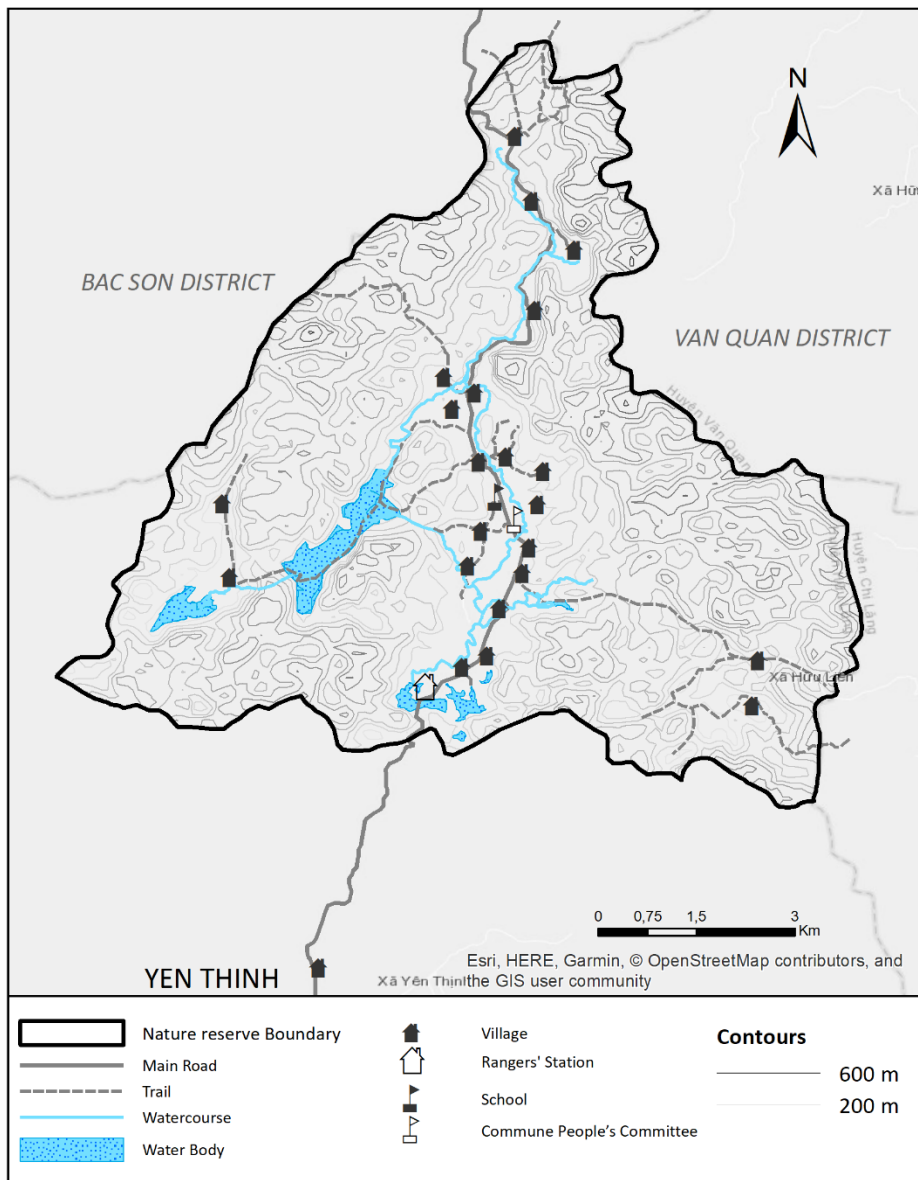 N
Xã Hữ
BAC SON DISTRICT
VAN QUAN DISTRICT
Huyện Văn Quan
Huyện Chi Lăng
Xã Hữu Liên
0 0,75 1,5 3
Km
Esri, HERE, Garmin, © OpenStreetMap contributors, and
the GIS user community
YEN THINH
Xã Yên Thịnh
Nature reserve Boundary
Main Road
Trail
Watercourse
Water Body
Village
Rangers' Station
School
Commune People's Committee
Contours
600 m
200 m